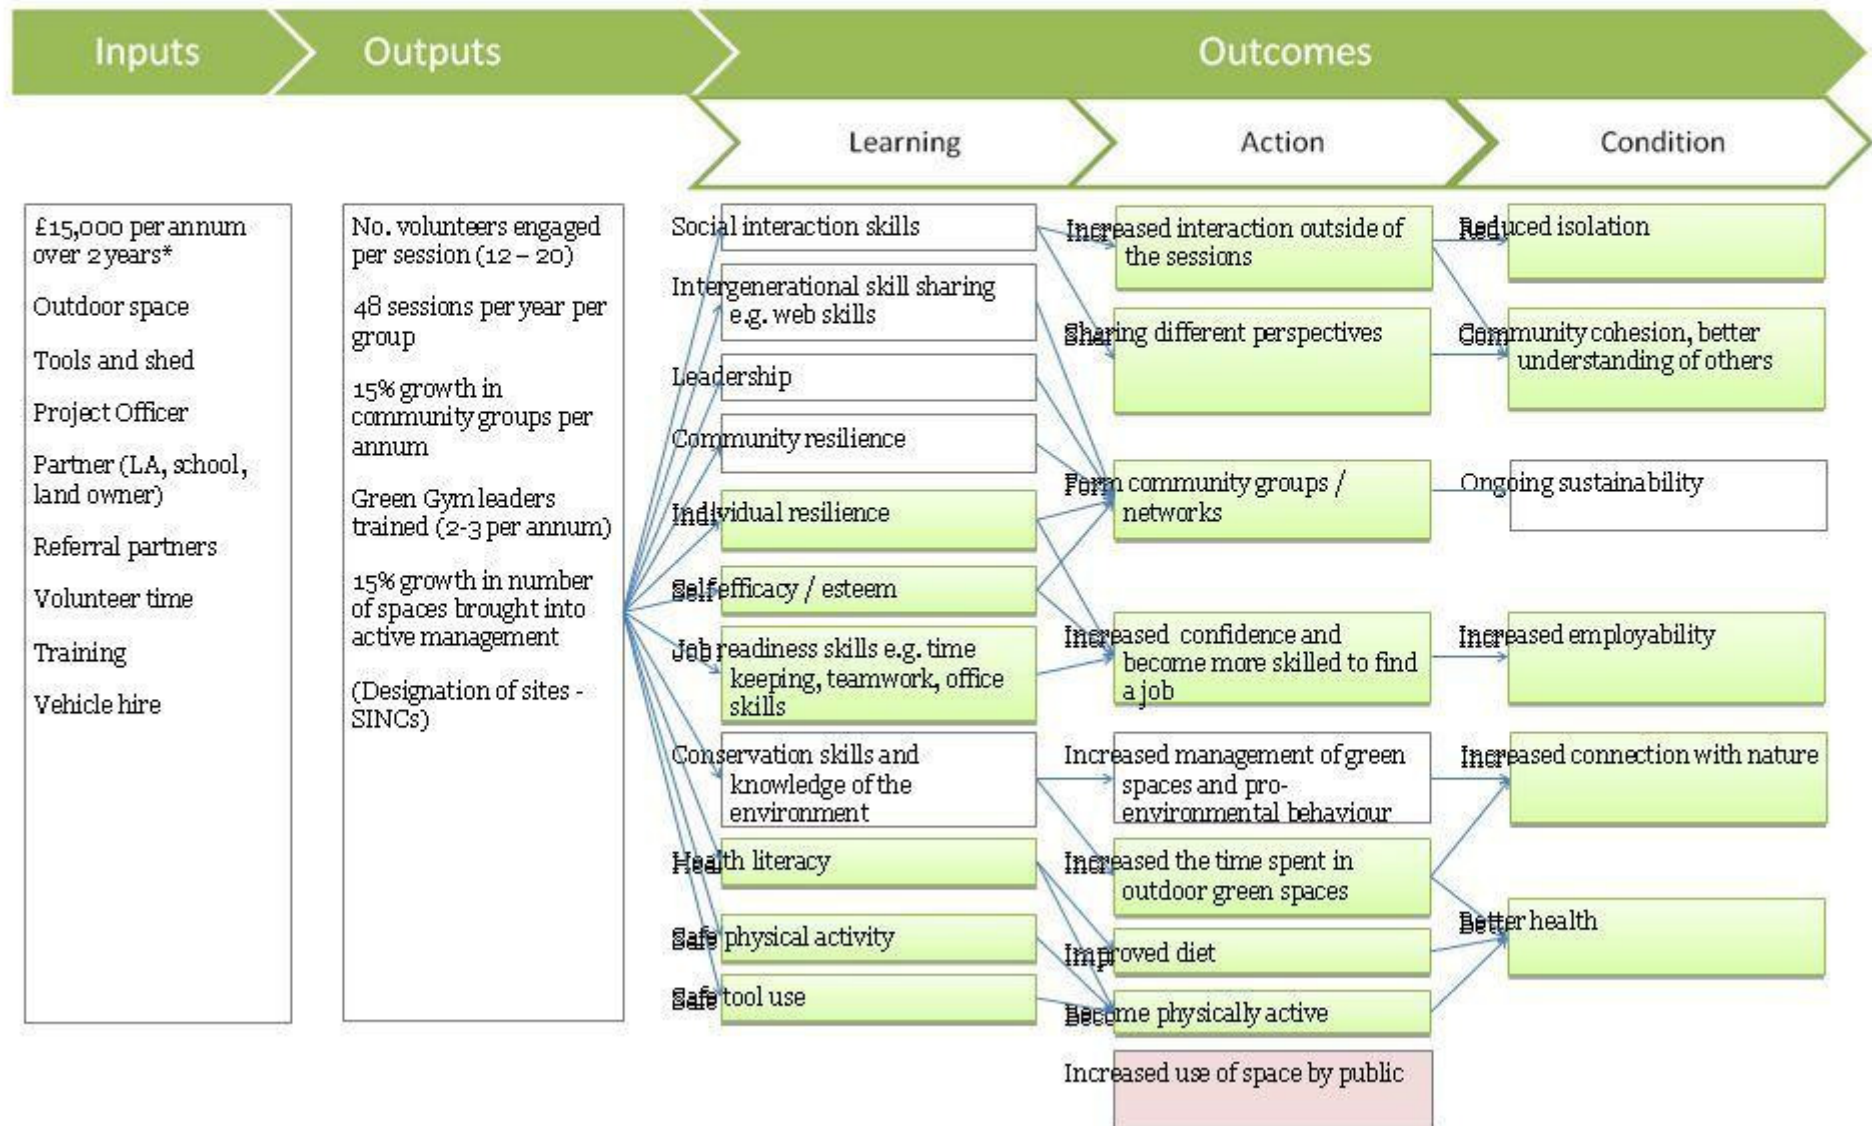 Inputs
Outputs
Outcomes
Learning
Action
Condition
£15,000 per annum
over 2 years*
Outdoor space
Tools and shed
Project Officer
Partner (LA, school,
land owner)
Referral partners
Volunteer time
Training
Vehicle hire
No. volunteers engaged
per session (12 – 20)
48 sessions per year per
group
15% growth in
community groups per
annum
Green Gym leaders
trained (2-3 per annum)
15% growth in number
of spaces brought into
active management
(Designation of sites -
SINCs)
Social interaction skills
Intergenerational skill sharing
e.g. web skills
Leadership
Community resilience
Individual resilience
Self efficacy / esteem
Job readiness skills e.g. time
keeping, teamwork, office
skills
Conservation skills and
knowledge of the
environment
Health literacy
Safe physical activity
Safe tool use
Increased interaction outside of
the sessions
Sharing different perspectives
Form community groups /
networks
Increased confidence and
become more skilled to find
a job
Increased management of green
spaces and pro-
environmental behaviour
Increased the time spent in
outdoor green spaces
Improved diet
Become physically active
Increased use of space by public
Reduced isolation
Community cohesion, better
understanding of others
Ongoing sustainability
Increased employability
Increased connection with nature
Better health